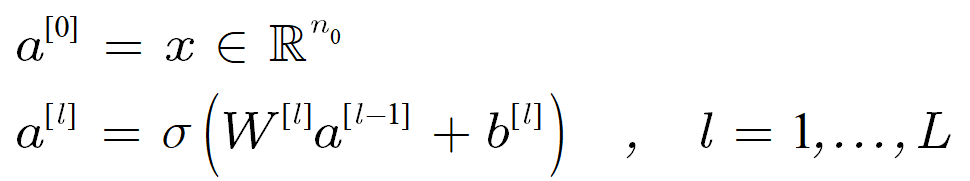 a^{[0]} = x ∈ ℝ^{n_0}
a^{[l]} = σ(W^{[l]}a^{[l−1]} + b^{[l]}) , l = 1,…,L